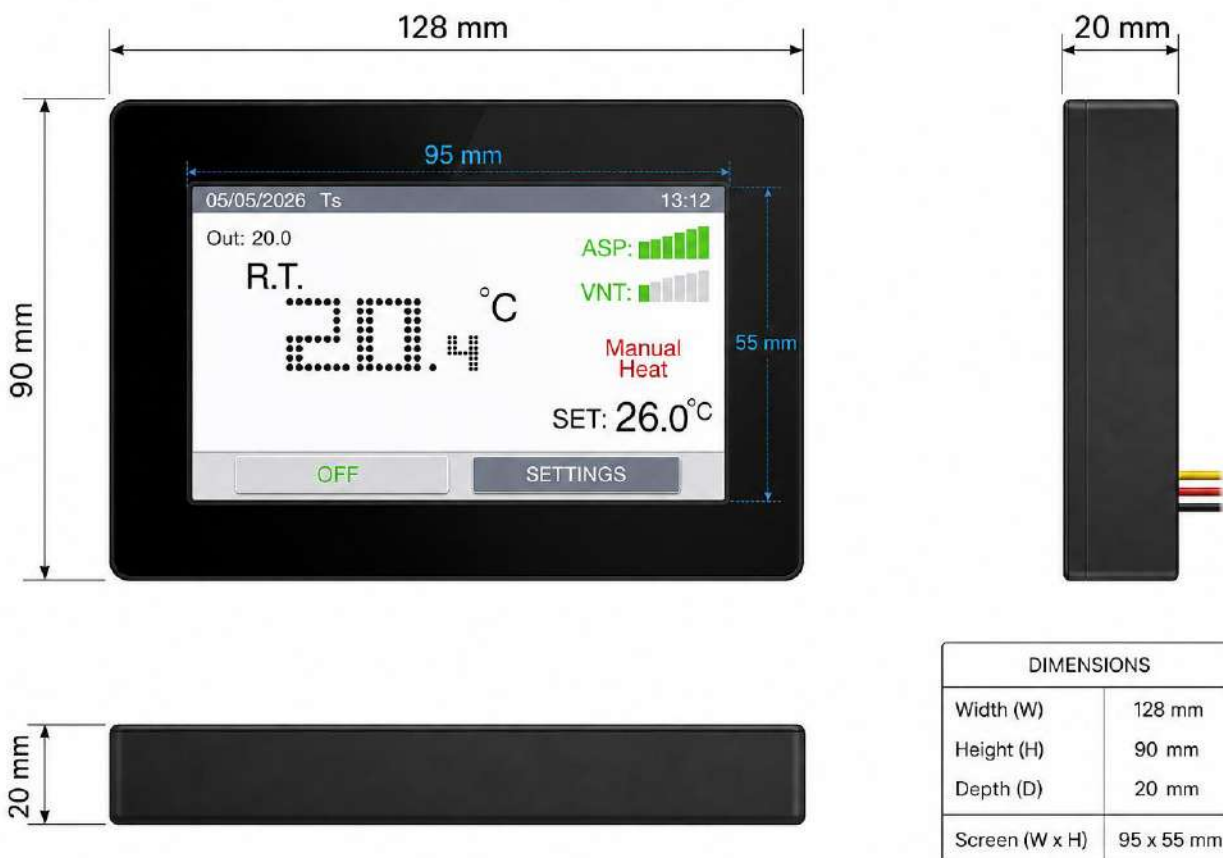 128 mm
20 mm
90 mm
95 mm
05/05/2026 Ts 13:12
Out: 20.0
ASP:
R.T.
20.4 °C
VNT:
55 mm
Manual
Heat
SET: 26.0°C
OFF SETTINGS
20 mm
DIMENSIONS
Width (W) 128 mm
Height (H) 90 mm
Depth (D) 20 mm
Screen (W x H) 95 x 55 mm